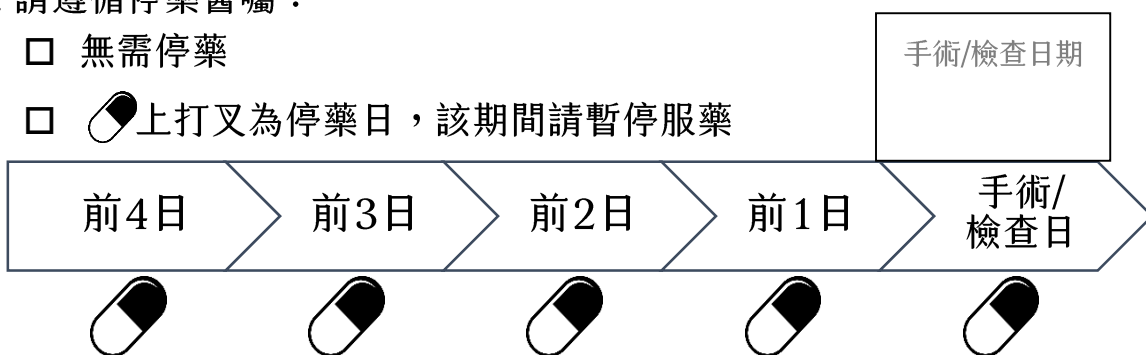 請遵循停藥醫囑：
手術/檢查日期
□ 無需停藥
□ 上打叉為停藥日，該期間請暫停服藥
前4日
前3日
前2日
前1日
手術/
檢查日